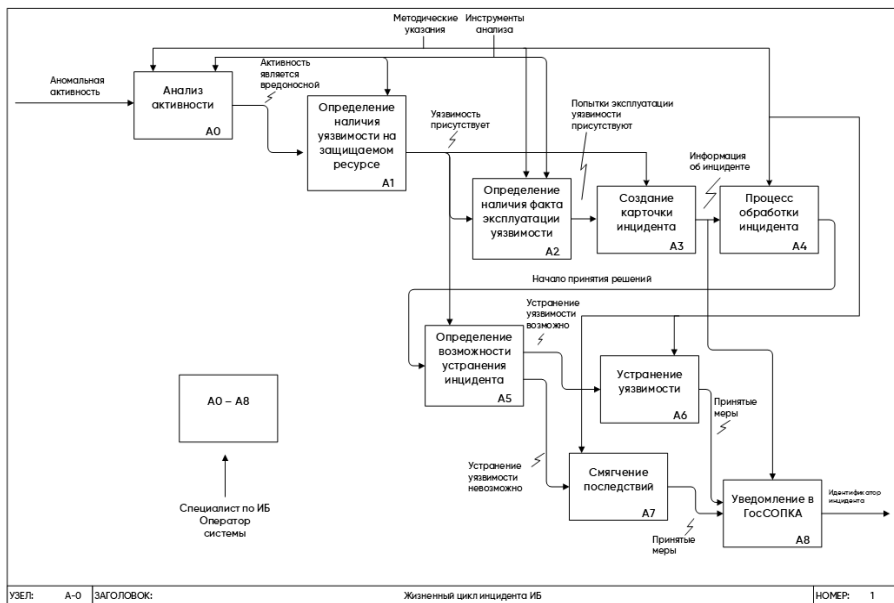 Методические
указания
Инструменты
анализа
Аномальная
активность
Анализ
активности
A0
Активность
является
вредоносной
Определение
наличия
уязвимости на
защищаемом
ресурсе
A1
Уязвимость
присутствует
Определение
наличия факта
эксплуатации
уязвимости
A2
Попытки эксплуатации
уязвимости
присутствуют
Создание
карточки
инцидента
A3
Информация
об инциденте
Процесс
обработки
инцидента
A4
Начало принятия решений
Определение
возможности
устранения
инцидента
A5
Устранение
уязвимости
возможно
Устранение
уязвимости
A6
Принятые
меры
Устранение
уязвимости
невозможно
Смягчение
последствий
A7
Принятые
меры
Уведомление в
ГосСОПКА
A8
Идентификатор
инцидента
A0 – A8
Специалист по ИБ
Оператор
системы
УЗЕЛ: A-0 ЗАГОЛОВОК: Жизненный цикл инцидента ИБ НОМЕР: 1